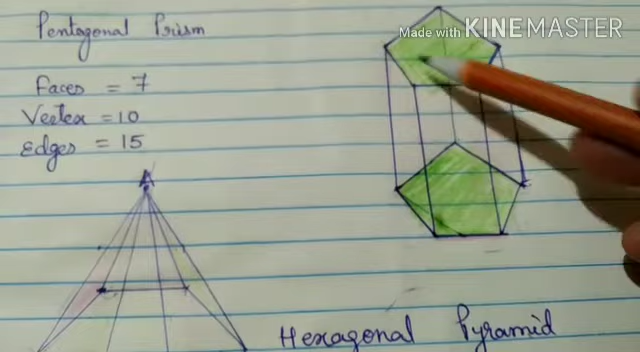 Made with KINEMASTER
Pentagonal Prism
Faces = 7
Vertex = 10
Edges = 15
A
Hexagonal Pyramid